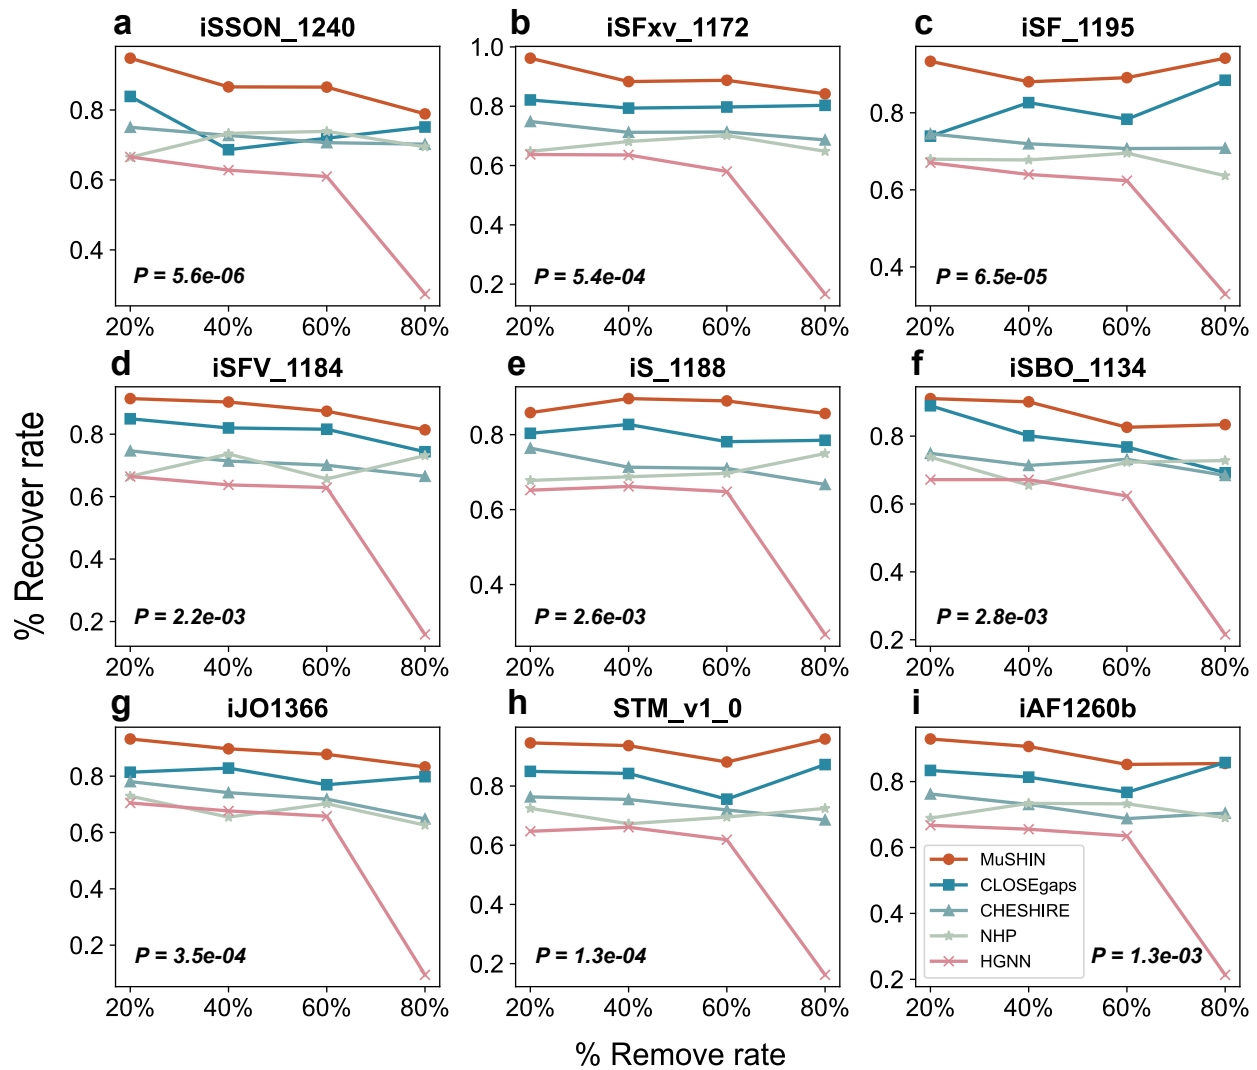 a iSSON_1240
b iSFxv_1172
c iSF_1195
0.8
0.6
0.4
P = 5.6e-06
20% 40% 60% 80%
1.0
0.8
0.6
0.4
0.2
P = 5.4e-04
20% 40% 60% 80%
0.8
0.6
0.4
P = 6.5e-05
20% 40% 60% 80%
d iSFV_1184
e iS_1188
f iSBO_1134
% Recover rate
0.8
0.6
0.4
0.2
P = 2.2e-03
20% 40% 60% 80%
0.8
0.6
0.4
P = 2.6e-03
20% 40% 60% 80%
0.8
0.6
0.4
0.2
P = 2.8e-03
20% 40% 60% 80%
g iJO1366
h STM_v1_0
i iAF1260b
0.8
0.6
0.4
0.2
P = 3.5e-04
20% 40% 60% 80%
0.8
0.6
0.4
0.2
P = 1.3e-04
20% 40% 60% 80%
0.8
0.6
0.4
0.2
MuSHIN
CLOSEgaps
CHESHIRE
NHP
HGNN
P = 1.3e-03
20% 40% 60% 80%
% Remove rate